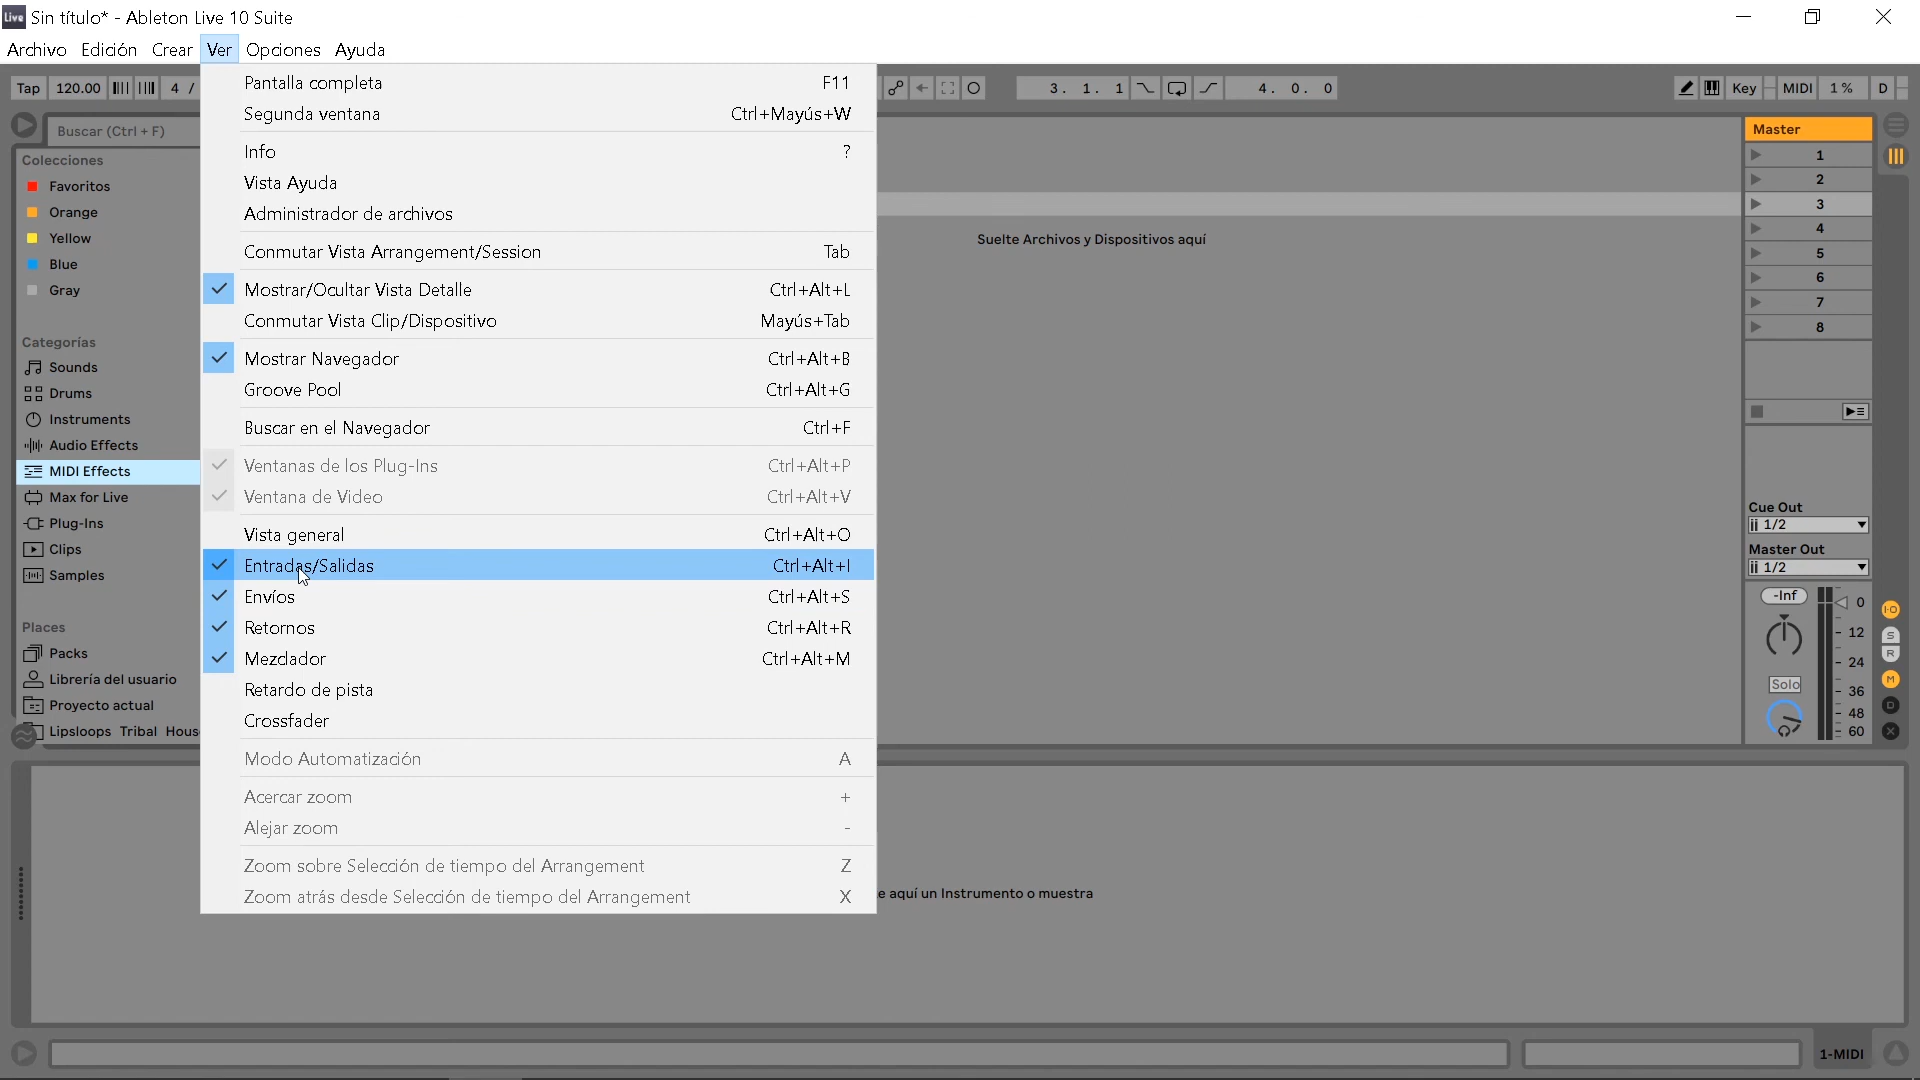 Live Sin título* - Ableton Live 10 Suite
Archivo Edición Crear Ver Opciones Ayuda
Tap 120.00 4 / 3. 1. 1 4. 0. 0 Key MIDI 1 % D
Buscar (Ctrl + F)
Colecciones
Favoritos
Orange
Yellow
Blue
Gray
Categorías
Sounds
Drums
Instruments
Audio Effects
MIDI Effects
Max for Live
Plug-Ins
Clips
Samples
Places
Packs
Librería del usuario
Proyecto actual
Lipsloops Tribal Hous
Pantalla completa F11
Segunda ventana Ctrl+Mayús+W
Info ?
Vista Ayuda
Administrador de archivos
Conmutar Vista Arrangement/Session Tab
Mostrar/Ocultar Vista Detalle Ctrl+Alt+L
Conmutar Vista Clip/Dispositivo Mayús+Tab
Mostrar Navegador Ctrl+Alt+B
Groove Pool Ctrl+Alt+G
Buscar en el Navegador Ctrl+F
Ventanas de los Plug-Ins Ctrl+Alt+P
Ventana de Video Ctrl+Alt+V
Vista general Ctrl+Alt+O
Entradas/Salidas Ctrl+Alt+I
Envíos Ctrl+Alt+S
Retornos Ctrl+Alt+R
Mezclador Ctrl+Alt+M
Retardo de pista
Crossfader
Modo Automatización A
Acercar zoom +
Alejar zoom -
Zoom sobre Selección de tiempo del Arrangement Z
Zoom atrás desde Selección de tiempo del Arrangement X
Suelte Archivos y Dispositivos aquí
Master
1
2
3
4
5
6
7
8
Cue Out
1/2
Master Out
1/2
-Inf
0
12
24
36
48
60
Solo
I·O
S
R
M
D
X
e aquí un Instrumento o muestra
1-MIDI